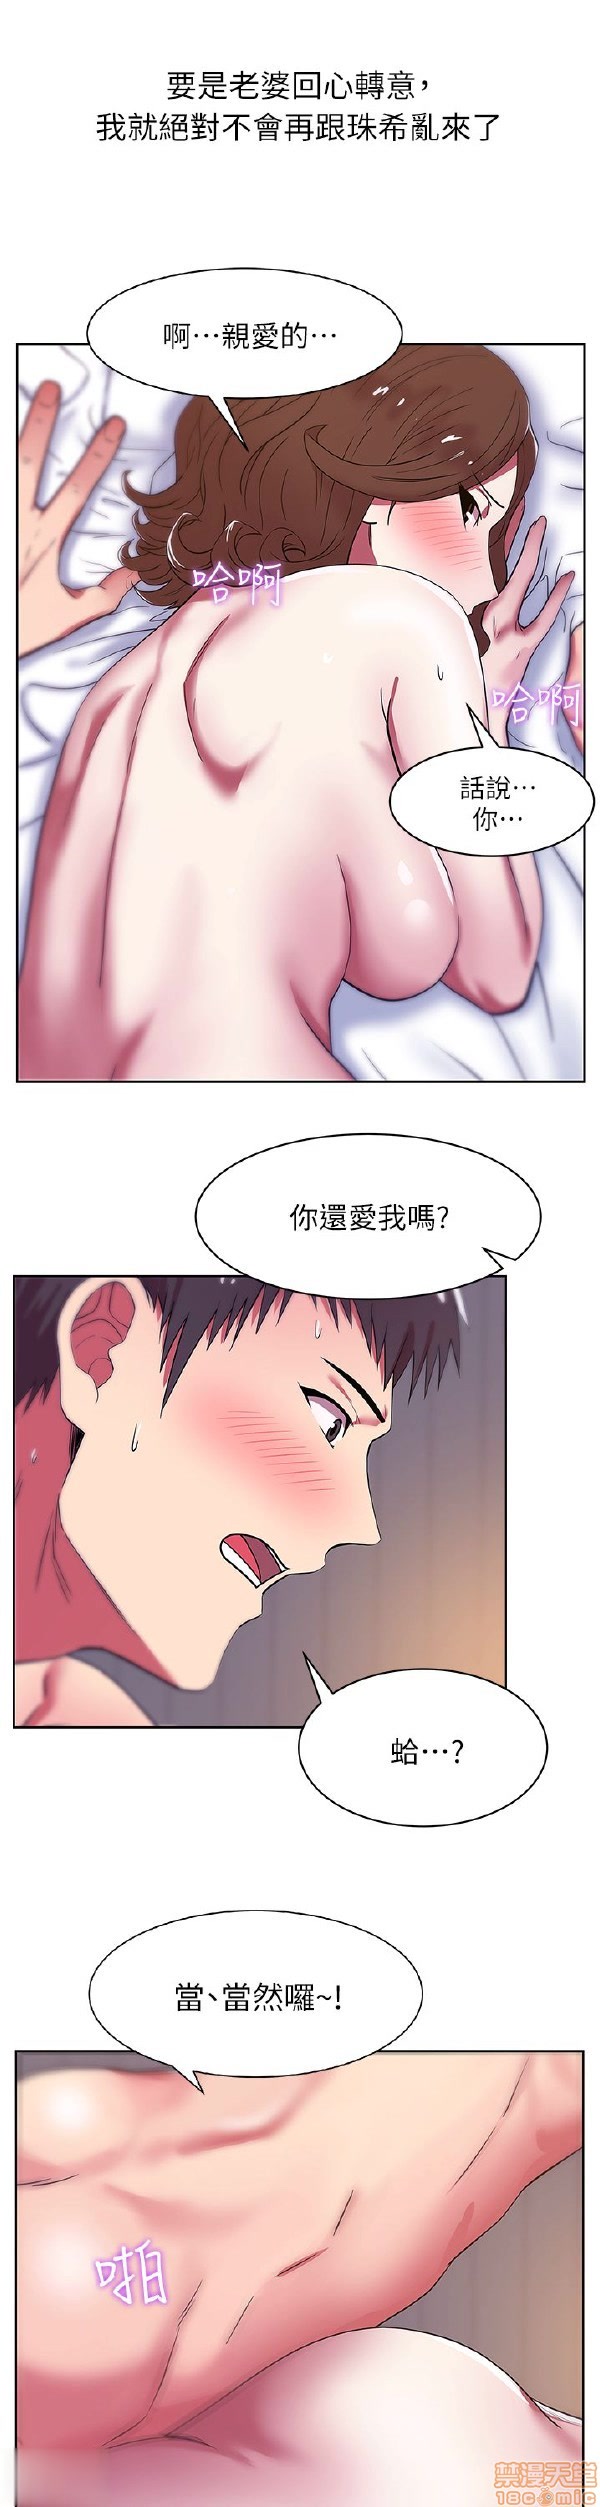 要是老婆回心轉意，
我就絕對不會再跟珠希亂來了
啊…親愛的…
哈啊
哈啊
話說…
你…
你還愛我嗎?
蛤…?
當、當然囉~!
啪
禁漫天堂
18comic